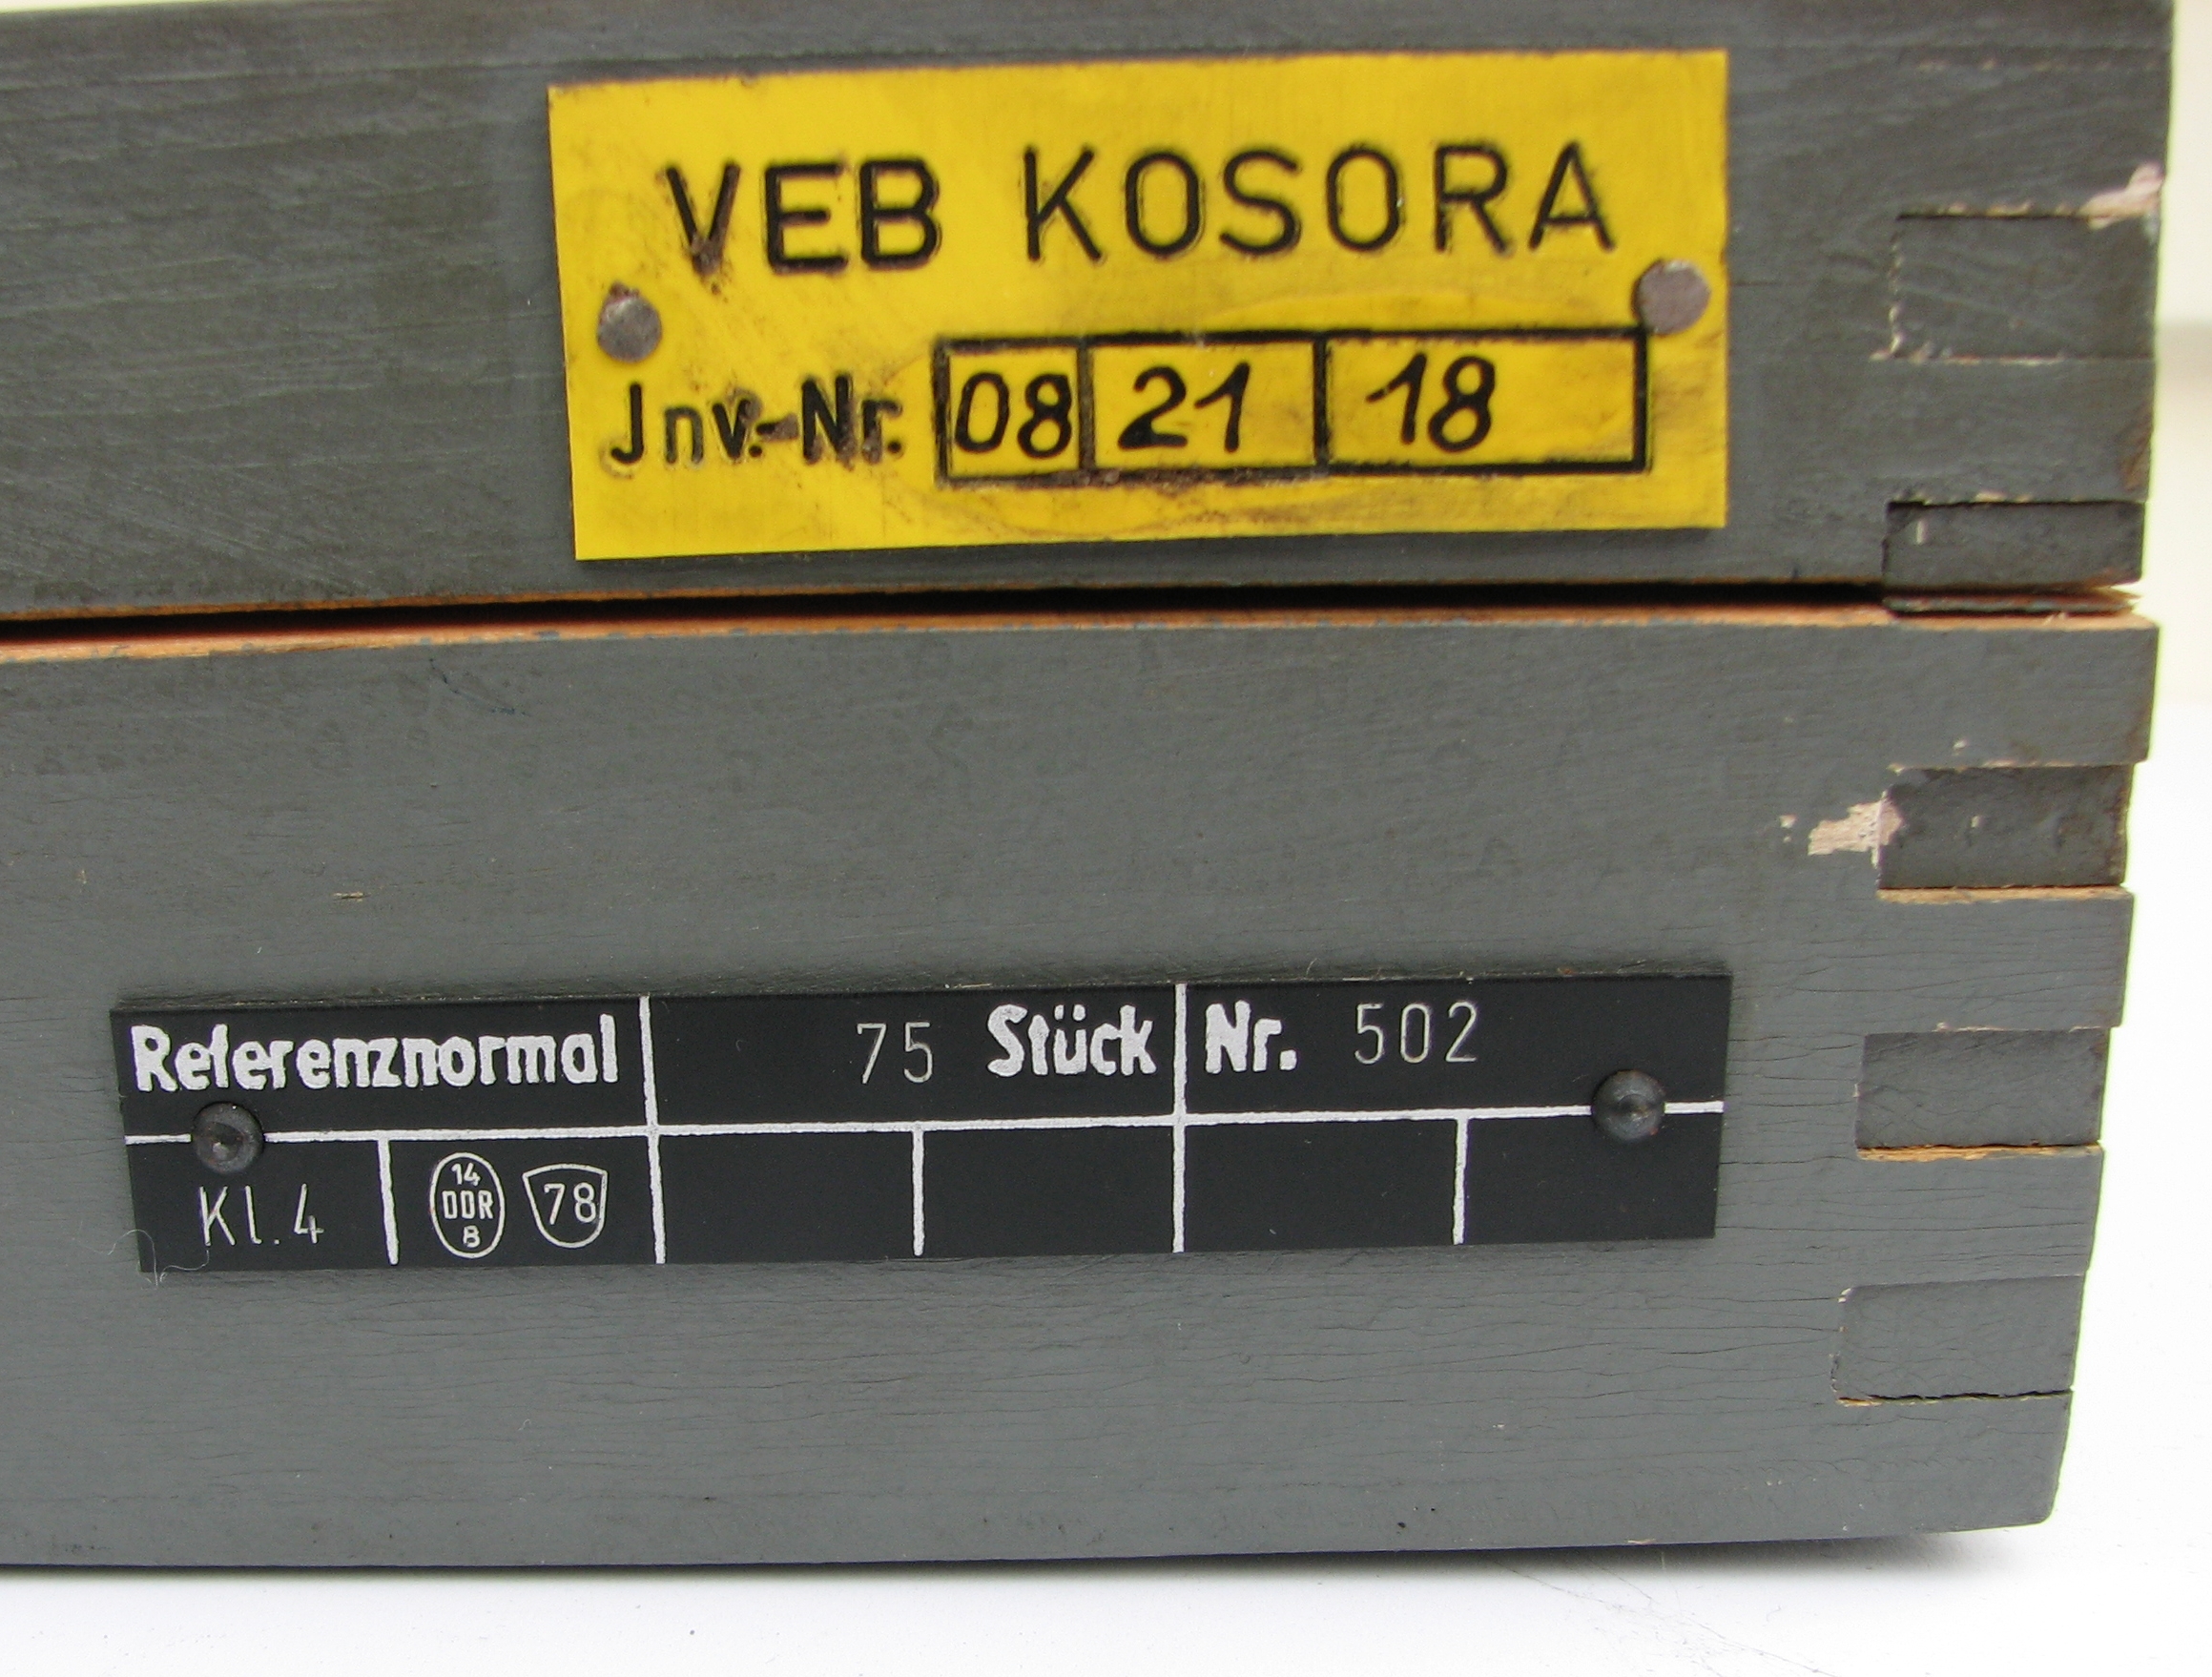 VEB KOSORA
Jnv.-Nr. 08 21 18
Referenznormal 75 Stück Nr. 502
Kl.4 14 DDR 8 78